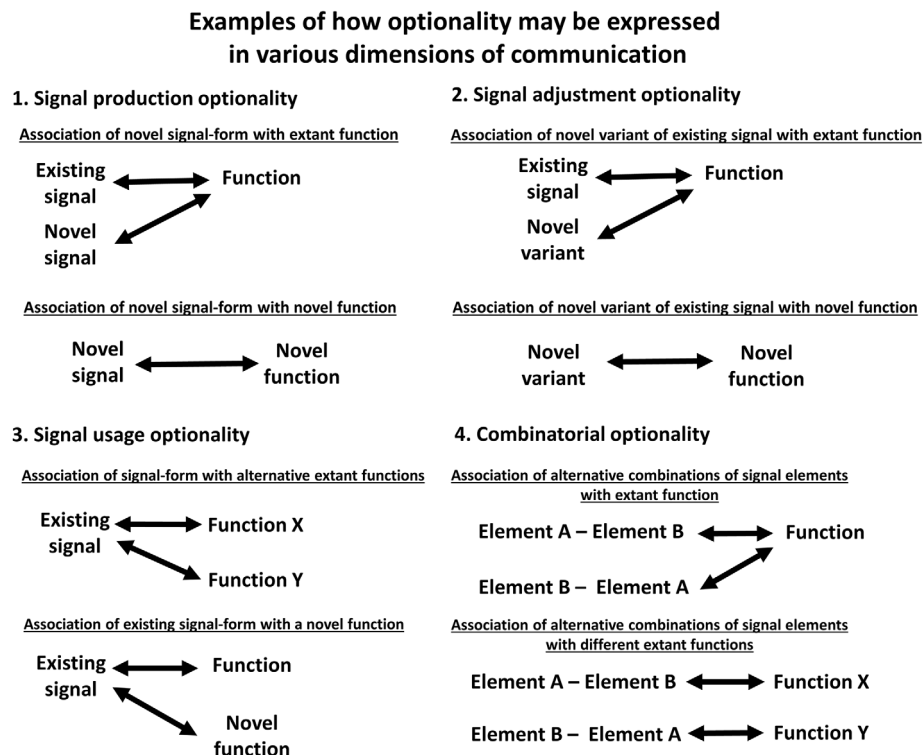 Examples of how optionality may be expressed
in various dimensions of communication
1. Signal production optionality
Association of novel signal-form with extant function
Existing
signal
Function
Novel
signal
Association of novel signal-form with novel function
Novel
signal
Novel
function
2. Signal adjustment optionality
Association of novel variant of existing signal with extant function
Existing
signal
Function
Novel
variant
Association of novel variant of existing signal with novel function
Novel
variant
Novel
function
3. Signal usage optionality
Association of signal-form with alternative extant functions
Existing
signal
Function X
Function Y
Association of existing signal-form with a novel function
Existing
signal
Function
Novel
function
4. Combinatorial optionality
Association of alternative combinations of signal elements
with extant function
Element A – Element B
Function
Element B – Element A
Association of alternative combinations of signal elements
with different extant functions
Element A – Element B
Function X
Element B – Element A
Function Y